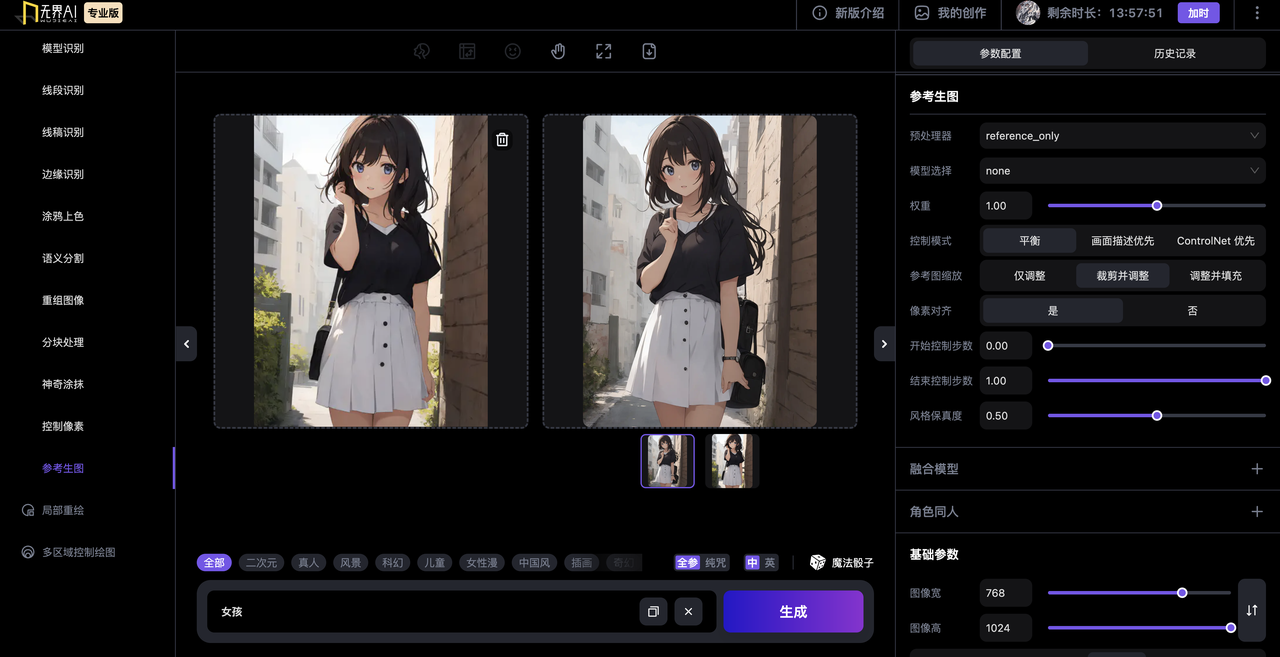 无界AI 专业版
新版介绍 我的创作 剩余时长：13:57:51 加时
模型识别
线段识别
线稿识别
边缘识别
涂鸦上色
语义分割
重组图像
分块处理
神奇涂抹
控制像素
参考生图
局部重绘
多区域控制绘图
全部 二次元 真人 风景 科幻 儿童 女性漫 中国风 插画 奇幻 全参 纯咒 中 英 魔法骰子
女孩 生成
参数配置 历史记录
参考生图
预处理器 reference_only
模型选择 none
权重 1.00
控制模式 平衡 画面描述优先 ControlNet 优先
参考图缩放 仅调整 裁剪并调整 调整并填充
像素对齐 是 否
开始控制步数 0.00
结束控制步数 1.00
风格保真度 0.50
融合模型
角色同人
基础参数
图像宽 768
图像高 1024